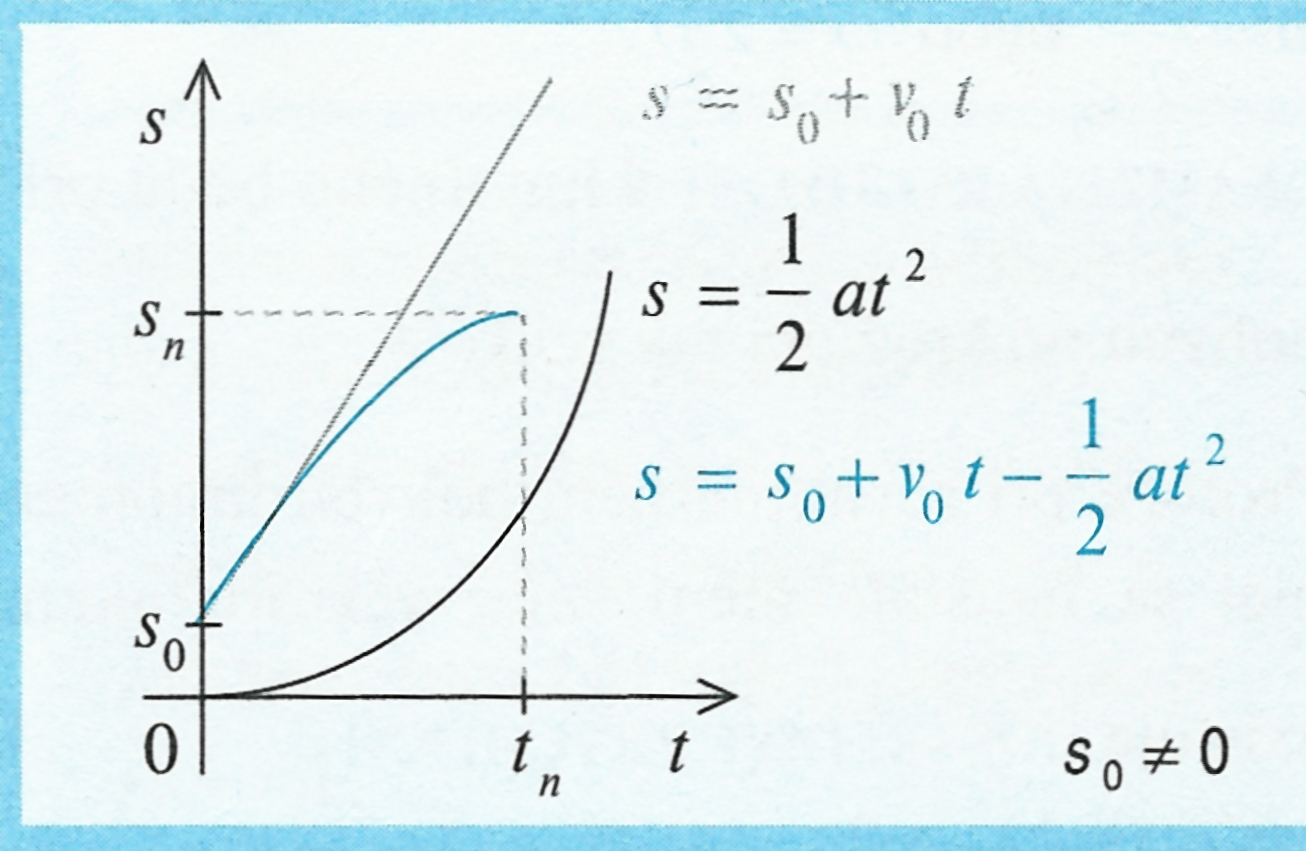 s
s = s₀ + v₀ t
sₙ
s = 1/2 at²
s = s₀ + v₀ t − 1/2 at²
s₀
0
tₙ
t
s₀ ≠ 0